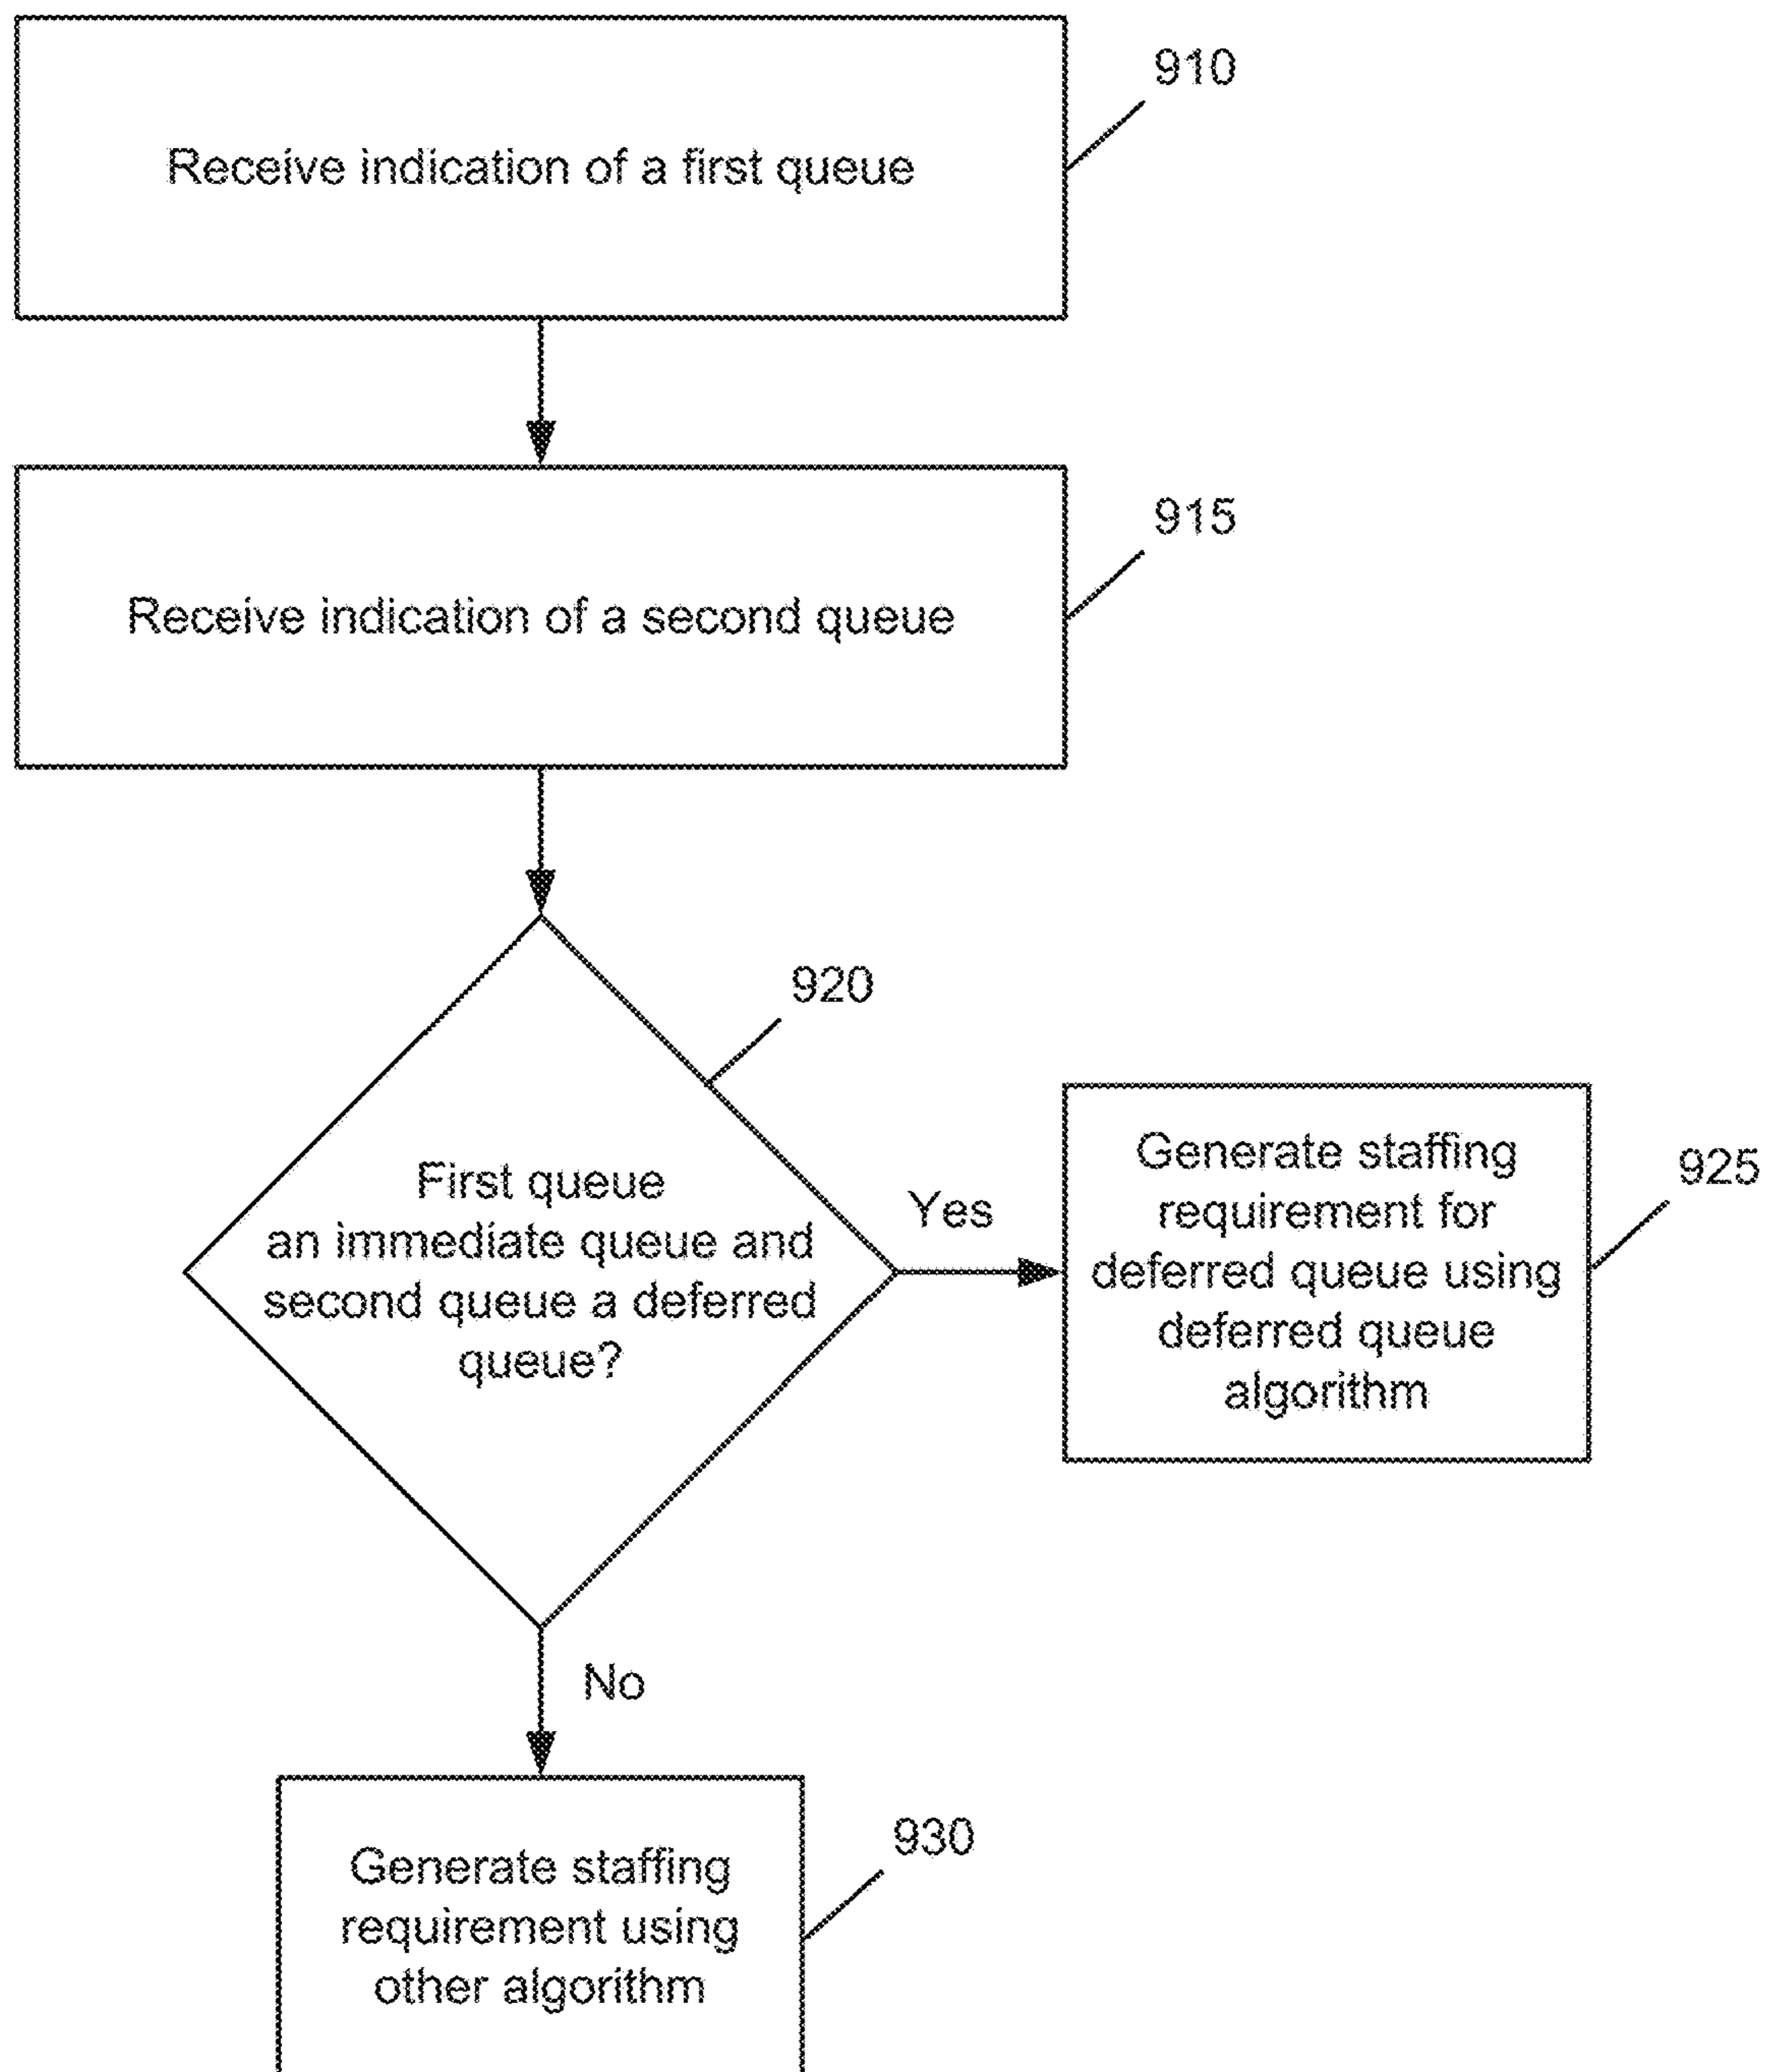 910
Receive indication of a first queue
915
Receive indication of a second queue
920
First queue
an immediate queue and
second queue a deferred
queue?
Yes
Generate staffing
requirement for
deferred queue using
deferred queue
algorithm
925
No
930
Generate staffing
requirement using
other algorithm